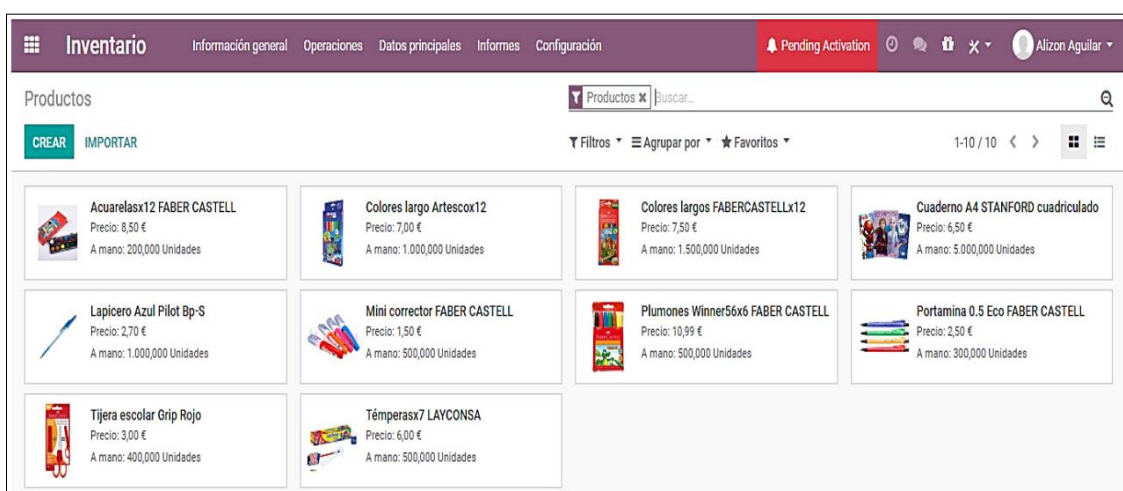 Inventario
Información general
Operaciones
Datos principales
Informes
Configuración
Pending Activation
Alizon Aguilar
Productos
Productos
Buscar...
CREAR
IMPORTAR
Filtros
Agrupar por
Favoritos
1-10 / 10
Acuarelasx12 FABER CASTELL
Precio: 8,50 €
A mano: 200,000 Unidades
Colores largo Artescox12
Precio: 7,00 €
A mano: 1.000,000 Unidades
Colores largos FABERCASTELLx12
Precio: 7,50 €
A mano: 1.500,000 Unidades
Cuaderno A4 STANFORD cuadriculado
Precio: 6,50 €
A mano: 5.000,000 Unidades
Lapicero Azul Pilot Bp-S
Precio: 2,70 €
A mano: 1.000,000 Unidades
Mini corrector FABER CASTELL
Precio: 1,50 €
A mano: 500,000 Unidades
Plumones Winner56x6 FABER CASTELL
Precio: 10,99 €
A mano: 500,000 Unidades
Portamina 0.5 Eco FABER CASTELL
Precio: 2,50 €
A mano: 300,000 Unidades
Tijera escolar Grip Rojo
Precio: 3,00 €
A mano: 400,000 Unidades
Témperasx7 LAYCONSA
Precio: 6,00 €
A mano: 500,000 Unidades